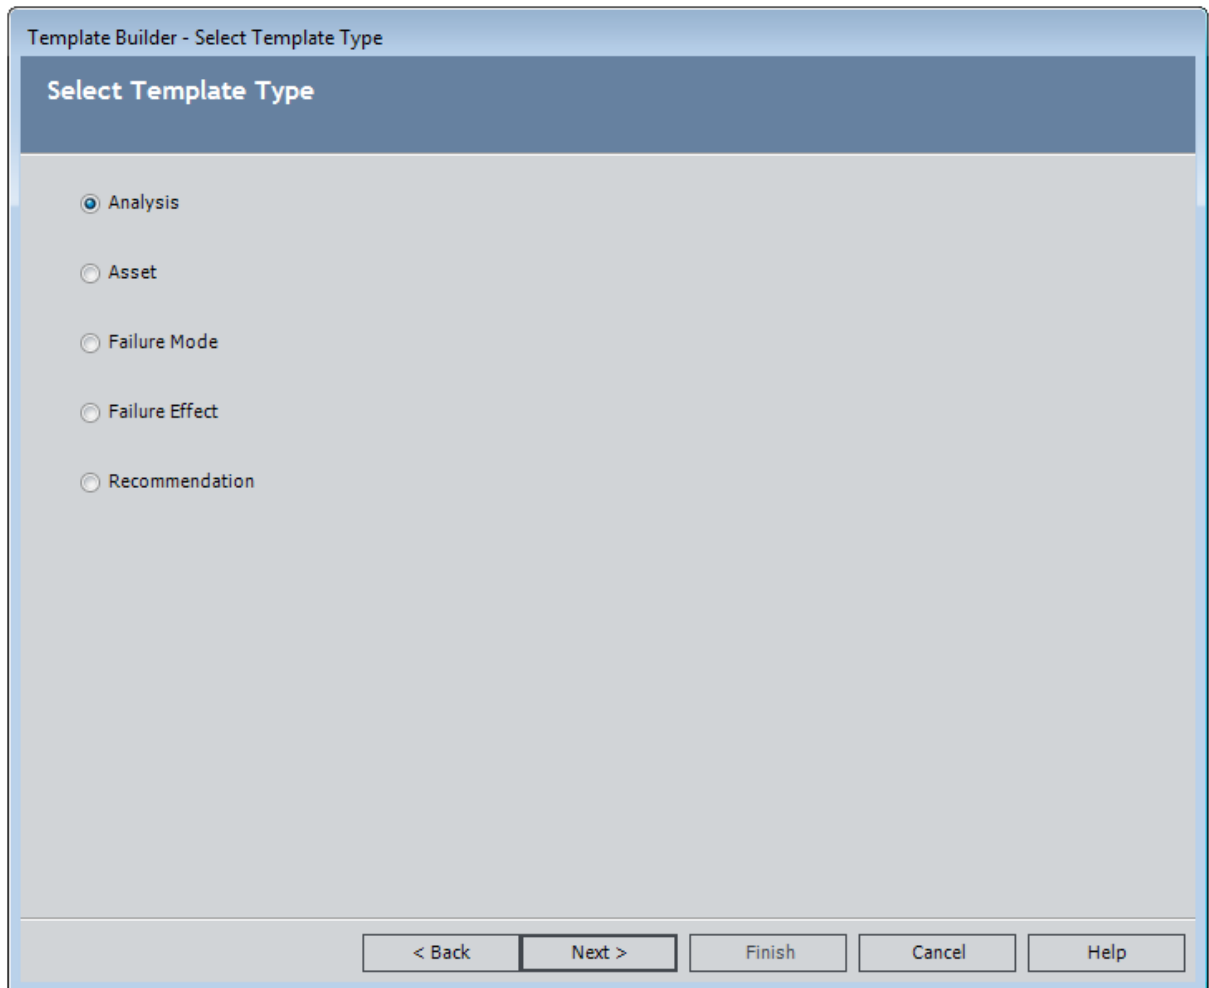 Template Builder - Select Template Type
Select Template Type
Analysis
Asset
Failure Mode
Failure Effect
Recommendation
< Back Next > Finish Cancel Help